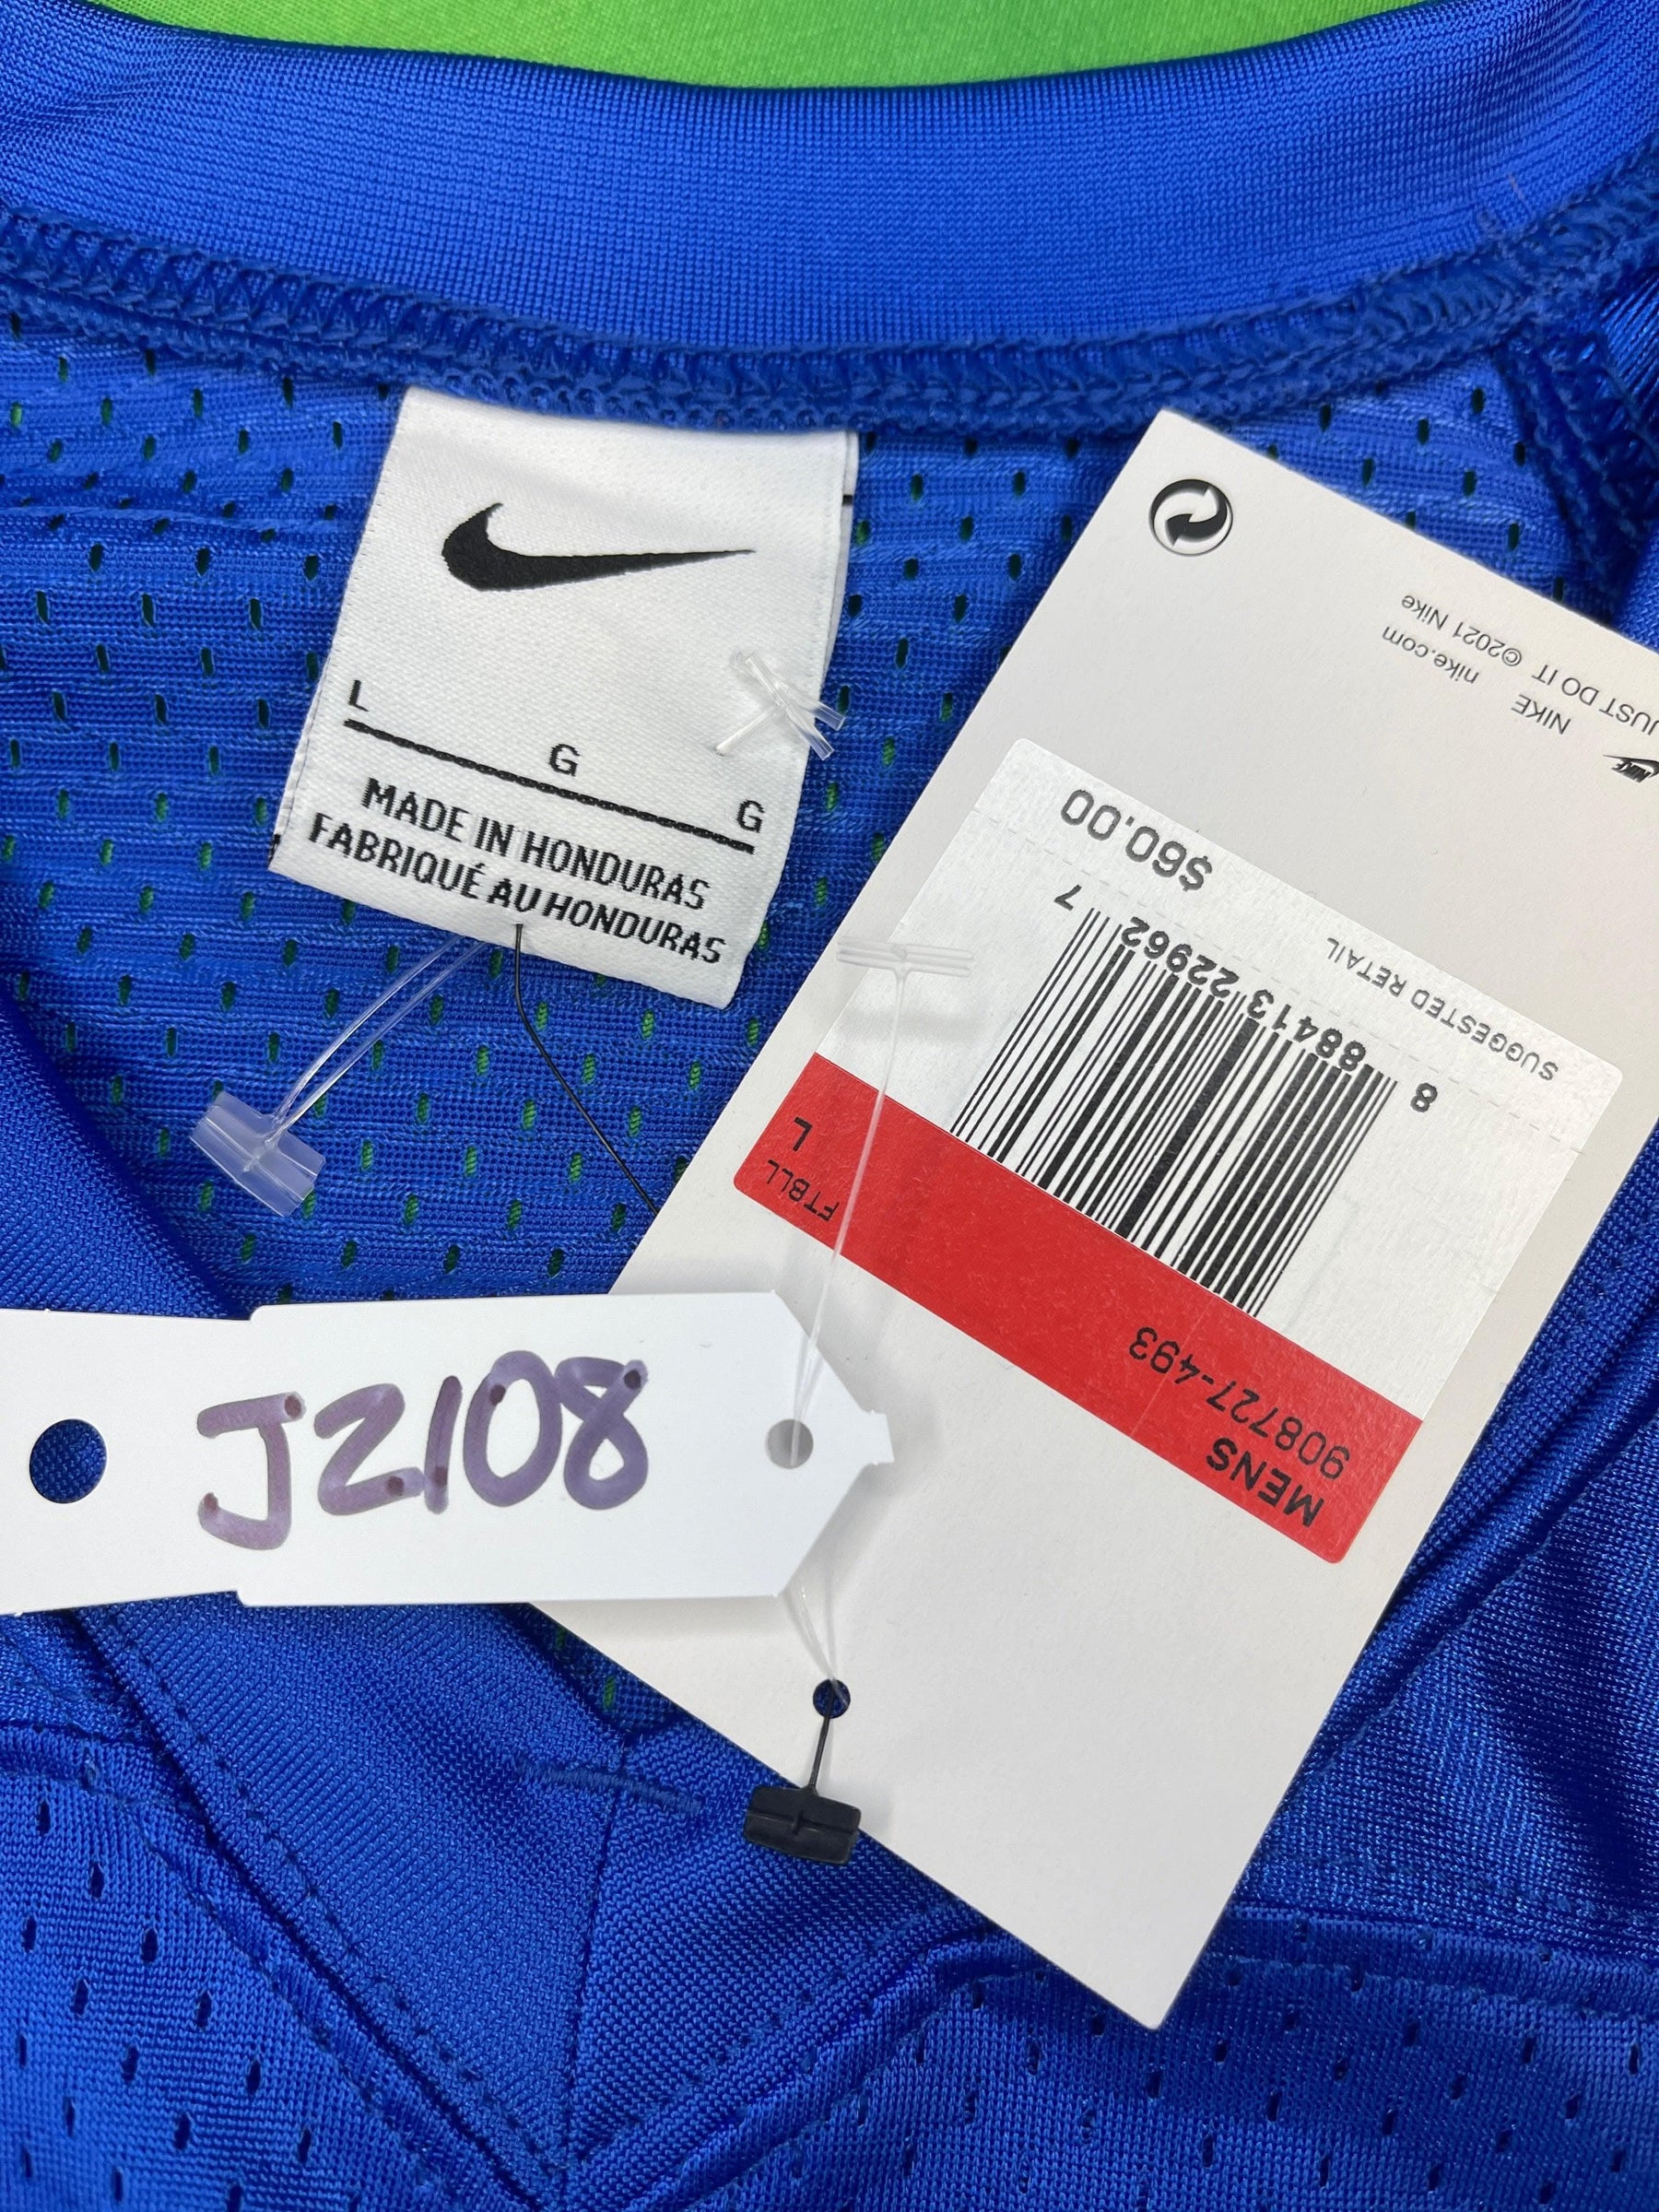 L
G
G
MADE IN HONDURAS
FABRIQUÉ AU HONDURAS
J2108
MENS
908727-493
FTBLL L
8 88413 22962 7
SUGGESTED RETAIL
$60.00
NIKE
NIKE
JUST DO IT
nike.com
©2021 Nike